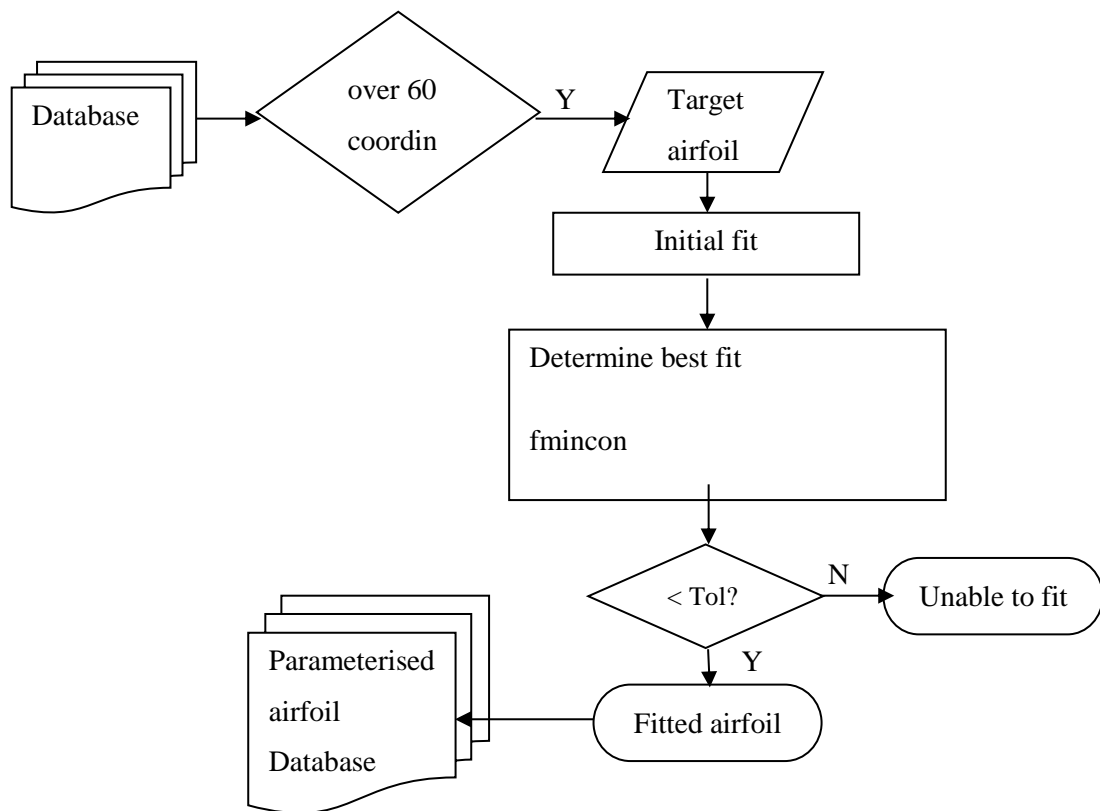 Database
over 60
coordin
Y
Target
airfoil
Initial fit
Determine best fit
fmincon
< Tol?
N
Unable to fit
Y
Fitted airfoil
Parameterised
airfoil
Database